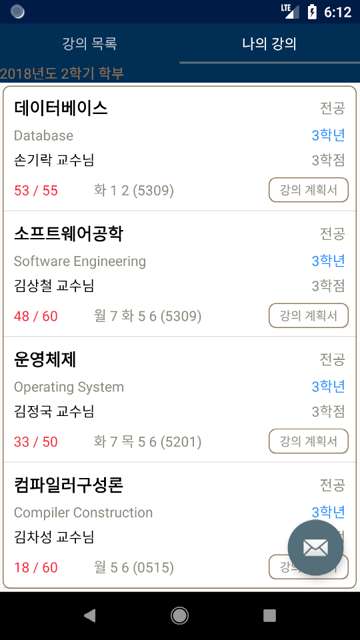 LTE 6:12
강의 목록 나의 강의
2018년도 2학기 학부
데이터베이스 전공
Database 3학년
손기락 교수님 3학점
53 / 55 화 1 2 (5309) 강의 계획서
소프트웨어공학 전공
Software Engineering 3학년
김상철 교수님 3학점
48 / 60 월 7 화 5 6 (5309) 강의 계획서
운영체제 전공
Operating System 3학년
김정국 교수님 3학점
33 / 50 화 7 목 5 6 (5201) 강의 계획서
컴파일러구성론 전공
Compiler Construction 3학년
김차성 교수님
18 / 60 월 5 6 (0515)